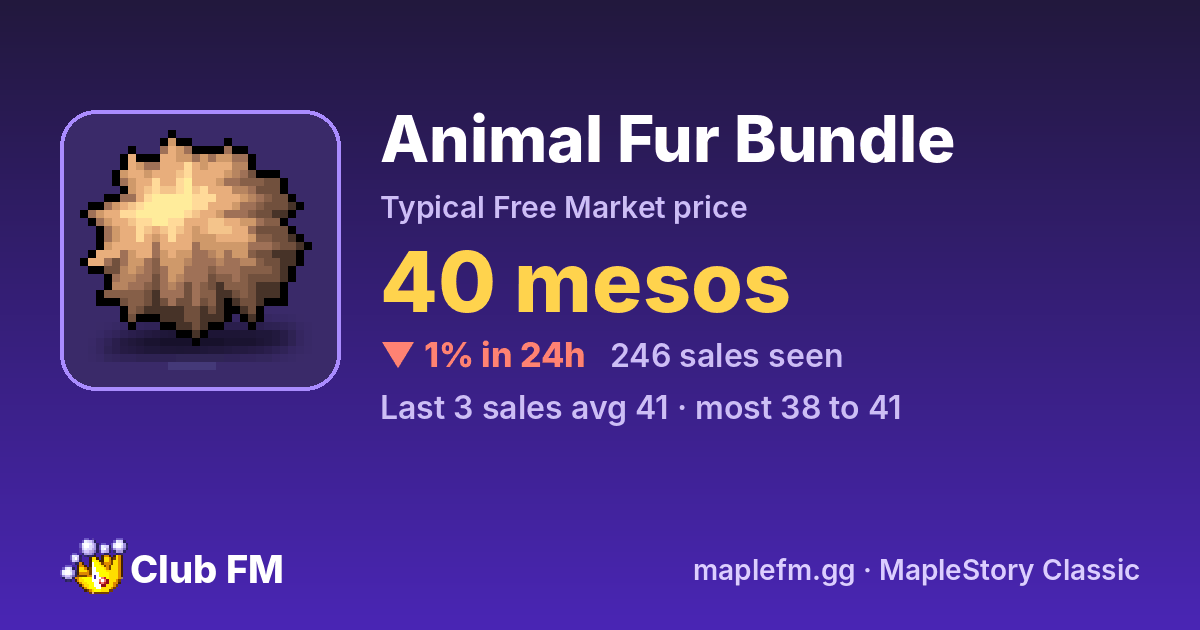 Animal Fur Bundle
Typical Free Market price
40 mesos
▼ 1% in 24h 246 sales seen
Last 3 sales avg 41 · most 38 to 41
Club FM
maplefm.gg · MapleStory Classic